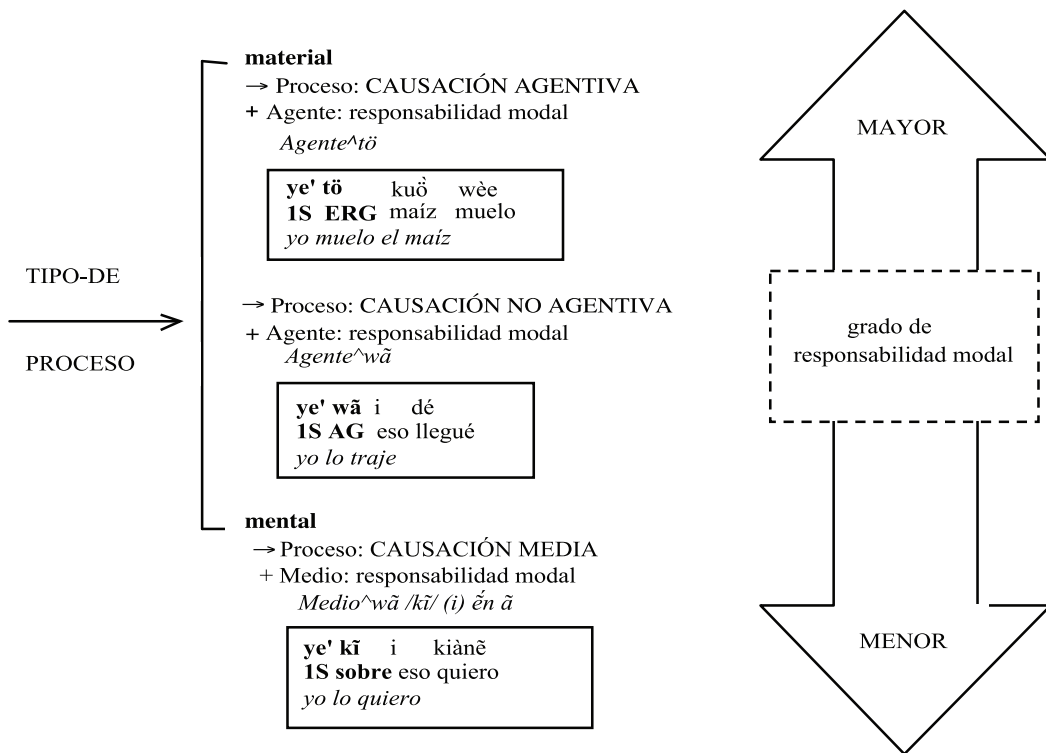 material
→ Proceso: CAUSACIÓN AGENTIVA
+ Agente: responsabilidad modal
Agente^tö
ye' tö kuö̀ wèe
1S ERG maíz muelo
yo muelo el maíz
TIPO-DE
PROCESO
→ Proceso: CAUSACIÓN NO AGENTIVA
+ Agente: responsabilidad modal
Agente^wã
ye' wã i dé
1S AG eso llegué
yo lo traje
mental
→ Proceso: CAUSACIÓN MEDIA
+ Medio: responsabilidad modal
Medio^wã /kĩ/ (i) ẽ́n ã
ye' kĩ i kiànẽ
1S sobre eso quiero
yo lo quiero
MAYOR
grado de
responsabilidad modal
MENOR